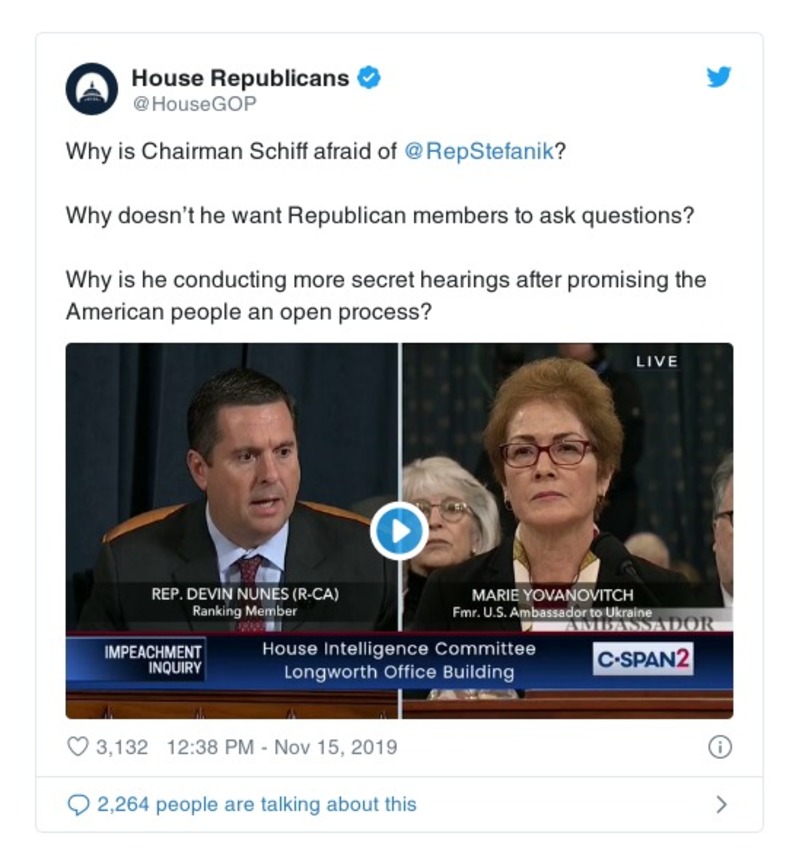 House Republicans
@HouseGOP
Why is Chairman Schiff afraid of @RepStefanik?
Why doesn’t he want Republican members to ask questions?
Why is he conducting more secret hearings after promising the
American people an open process?
LIVE
REP. DEVIN NUNES (R-CA)
Ranking Member
MARIE YOVANOVITCH
Fmr. U.S. Ambassador to Ukraine
AMBASSADOR
IMPEACHMENT
INQUIRY
House Intelligence Committee
Longworth Office Building
C-SPAN2
3,132 12:38 PM - Nov 15, 2019
2,264 people are talking about this